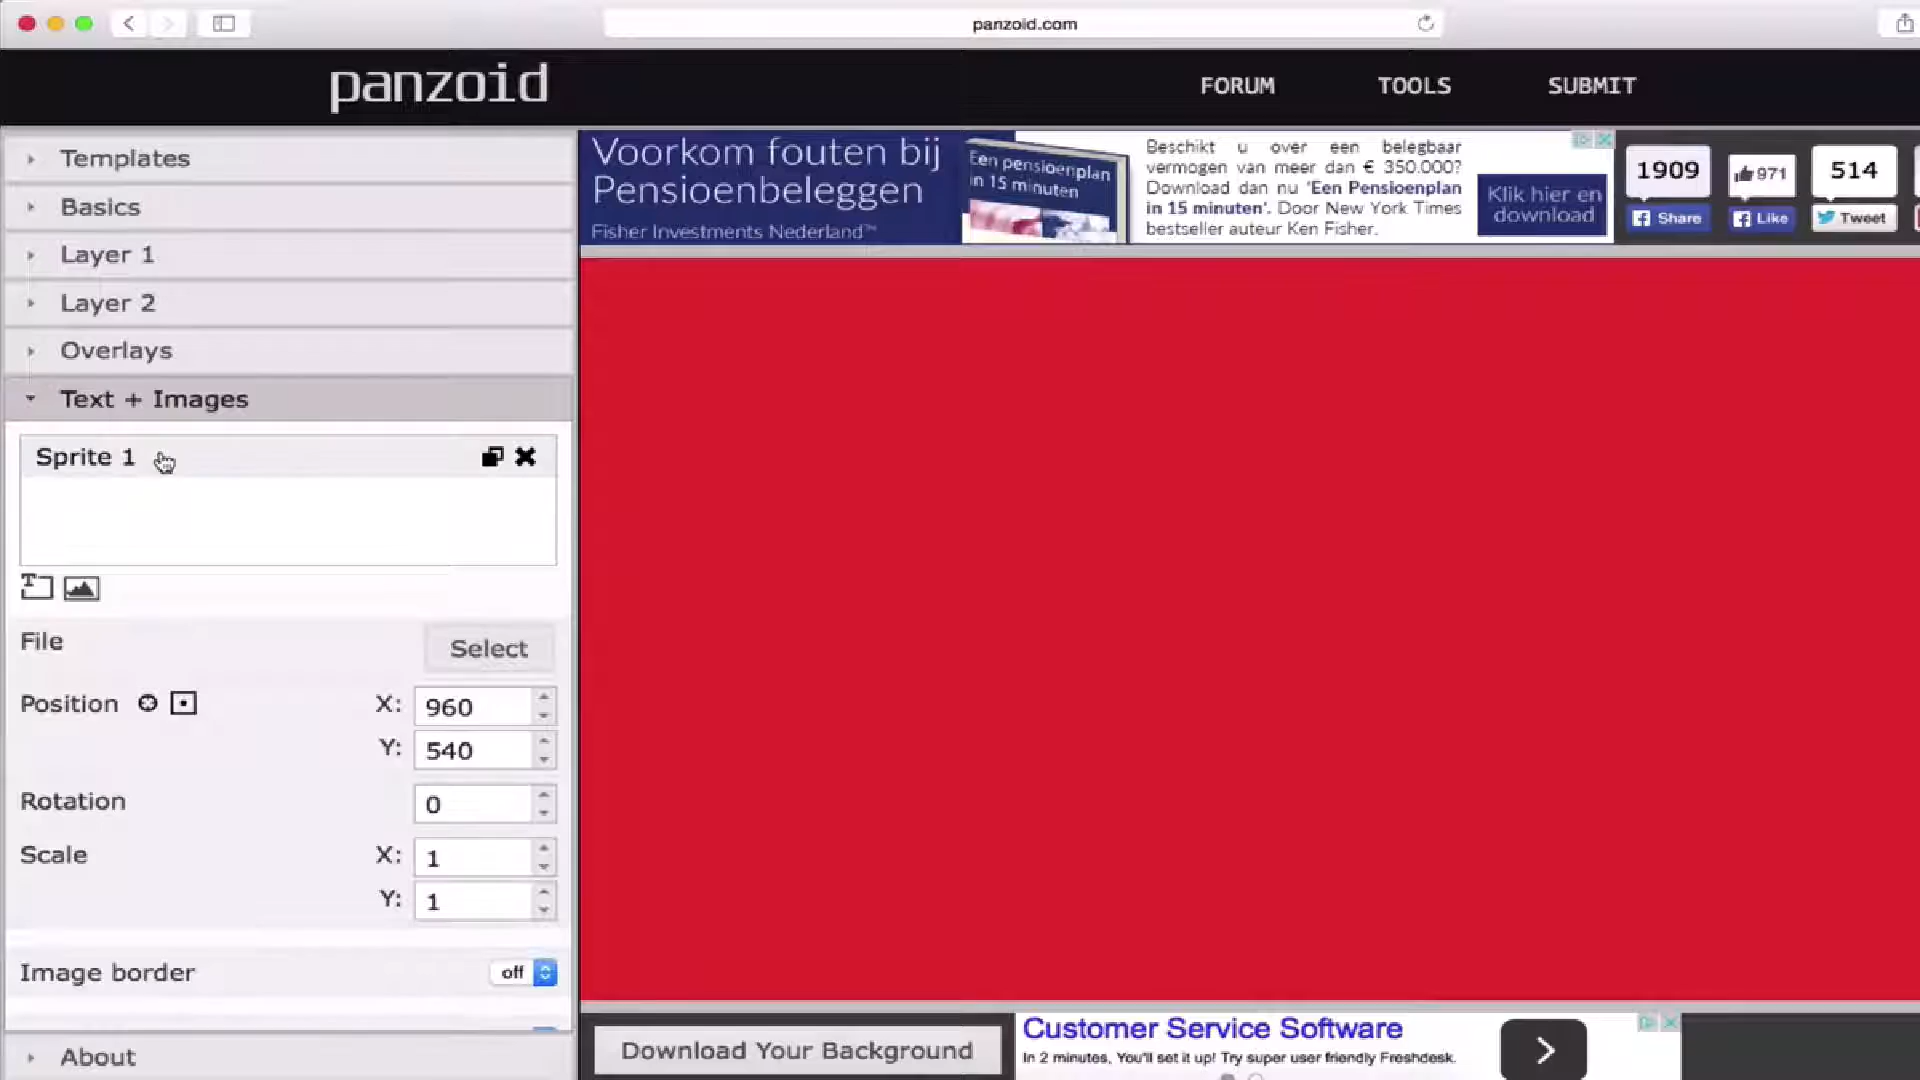 panzoid.com
panzoid
FORUM
TOOLS
SUBMIT
Templates
Basics
Layer 1
Layer 2
Overlays
Text + Images
Sprite 1
File
Select
Position
X:
960
Y:
540
Rotation
0
Scale
X:
1
Y:
1
Image border
off
About
Voorkom fouten bij
Pensioenbeleggen
Fisher Investments Nederland™
Een pensioenplan
in 15 minuten
Beschikt u over een belegbaar
vermogen van meer dan € 350.000?
Download dan nu 'Een Pensioenplan
in 15 minuten'. Door New York Times
bestseller auteur Ken Fisher.
Klik hier en
download
1909
Share
971
Like
514
Tweet
Download Your Background
Customer Service Software
In 2 minutes, You'll set it up! Try super user friendly Freshdesk.